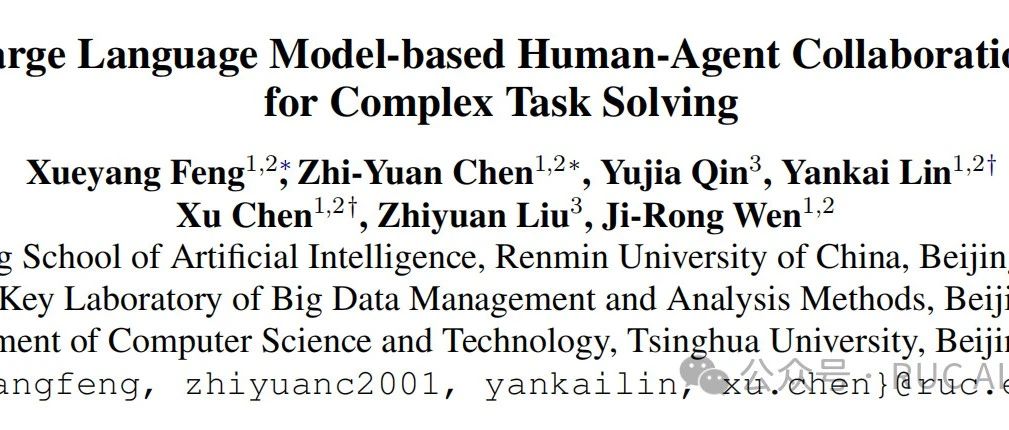 arge Language Model-based Human-Agent Collaboratio
for Complex Task Solving
Xueyang Feng1,2*, Zhi-Yuan Chen1,2*, Yujia Qin3, Yankai Lin1,2†
Xu Chen1,2†, Zhiyuan Liu3, Ji-Rong Wen1,2
g School of Artificial Intelligence, Renmin University of China, Beijing
Key Laboratory of Big Data Management and Analysis Methods, Beiji
ment of Computer Science and Technology, Tsinghua University, Beijin
angfeng, zhiyuanc2001, yankailin, xu.chen}@ruc.e
公众号 · RUC AI